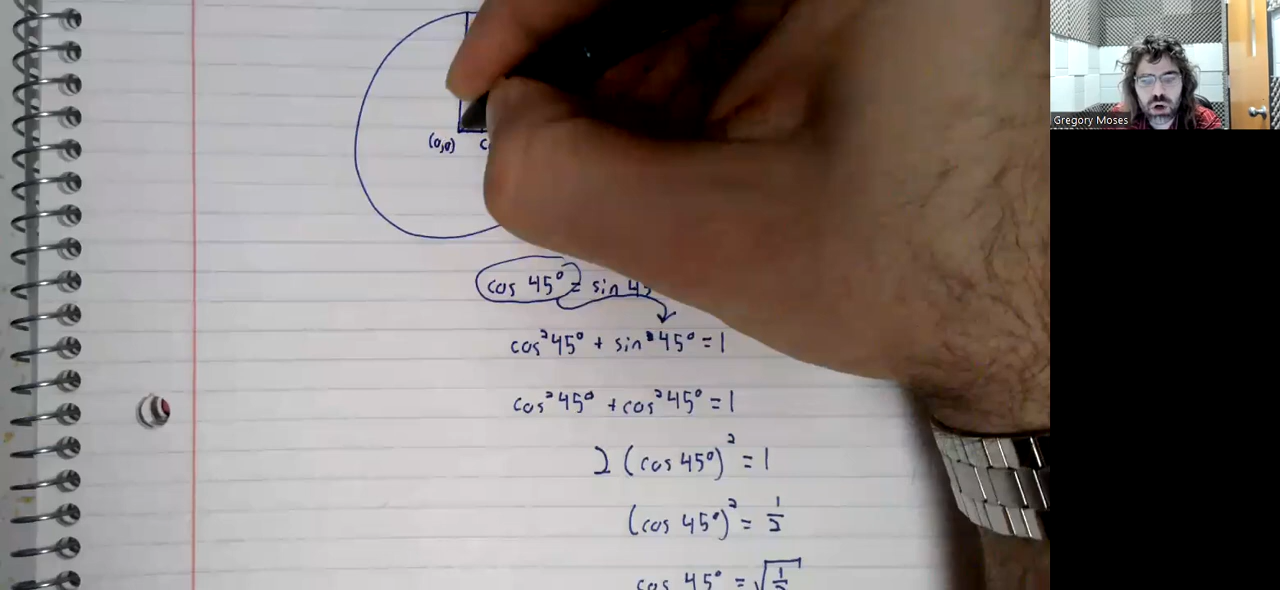 (0,0) c
cos 45° = sin 45
cos²45° + sin²45° = 1
cos²45° + cos²45° = 1
2 (cos 45°)² = 1
(cos 45°)² = 1/2
cos 45° = √1/2
Gregory Moses